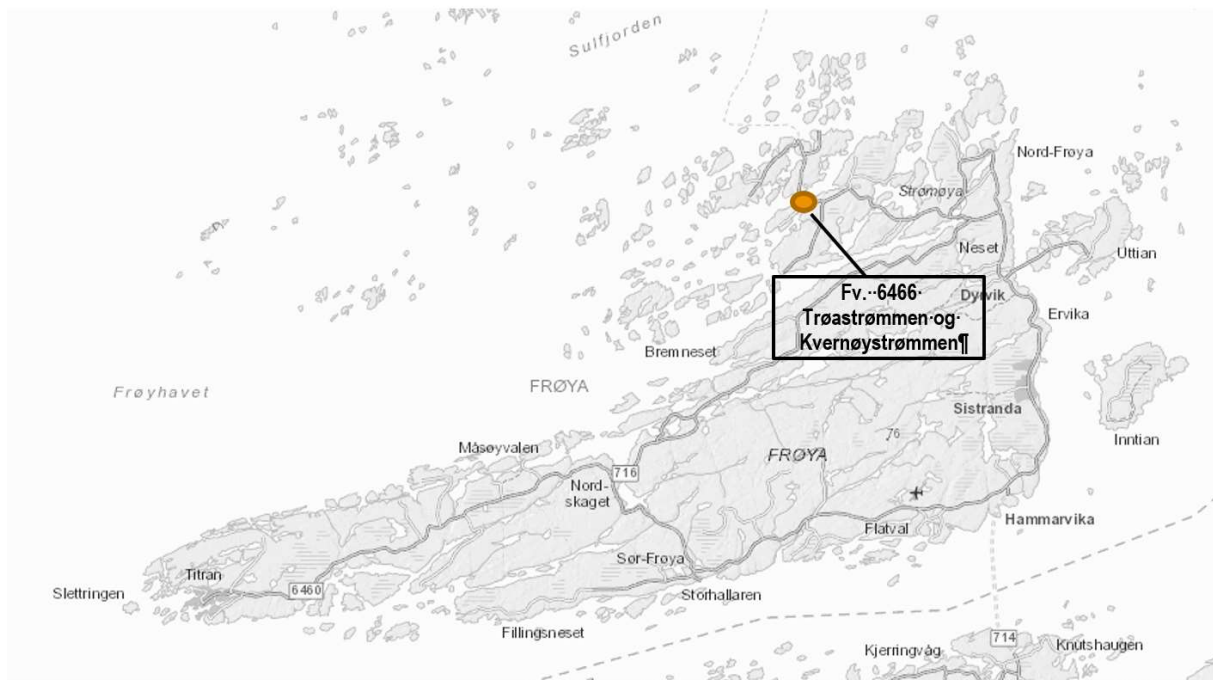 Sulfjorden
Nord-Frøya
Strømøya
Neset
Uttian
Fv.··6466·
Trøastrømmen·og·
Kvernøystrømmen¶
Dyrvik
Ervika
Bremneset
FRØYA
Frøyhavet
Sistranda
Inntian
Måsøyvalen
76
FRØYA
716
Nord-
skaget
Flatval
Hammarvika
Sør-Frøya
Titran
6460
Slettringen
Storhallaren
Fillingsneset
714
Kjerringvåg
Knutshaugen